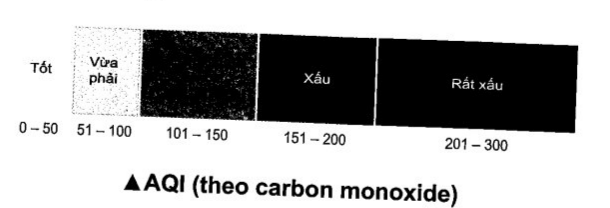 Tốt
Vừa
phải
Xấu
Rất xấu
0 – 50
51 – 100
101 – 150
151 – 200
201 – 300
▲AQI (theo carbon monoxide)